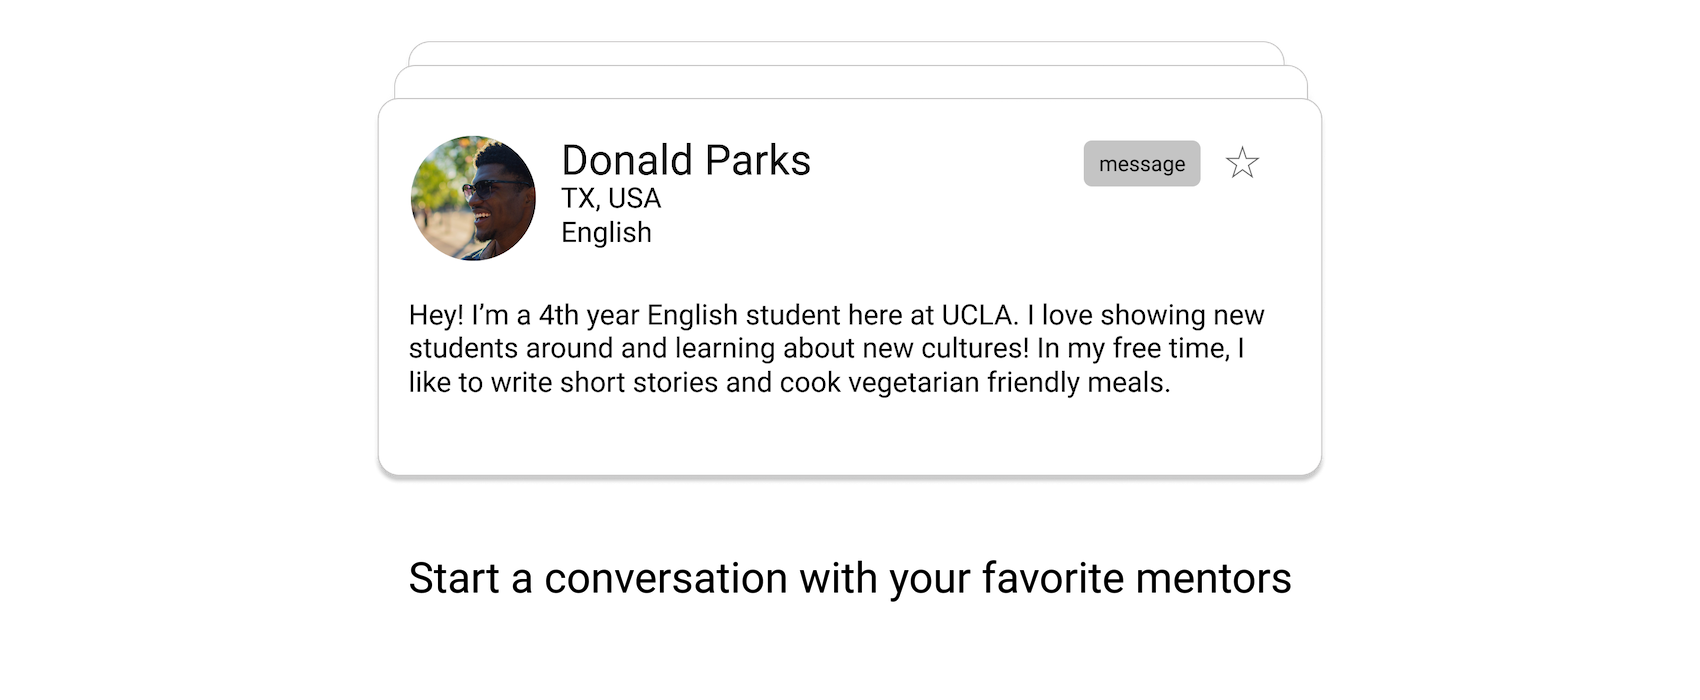 Donald Parks
TX, USA
English
message
Hey! I’m a 4th year English student here at UCLA. I love showing new
students around and learning about new cultures! In my free time, I
like to write short stories and cook vegetarian friendly meals.
Start a conversation with your favorite mentors